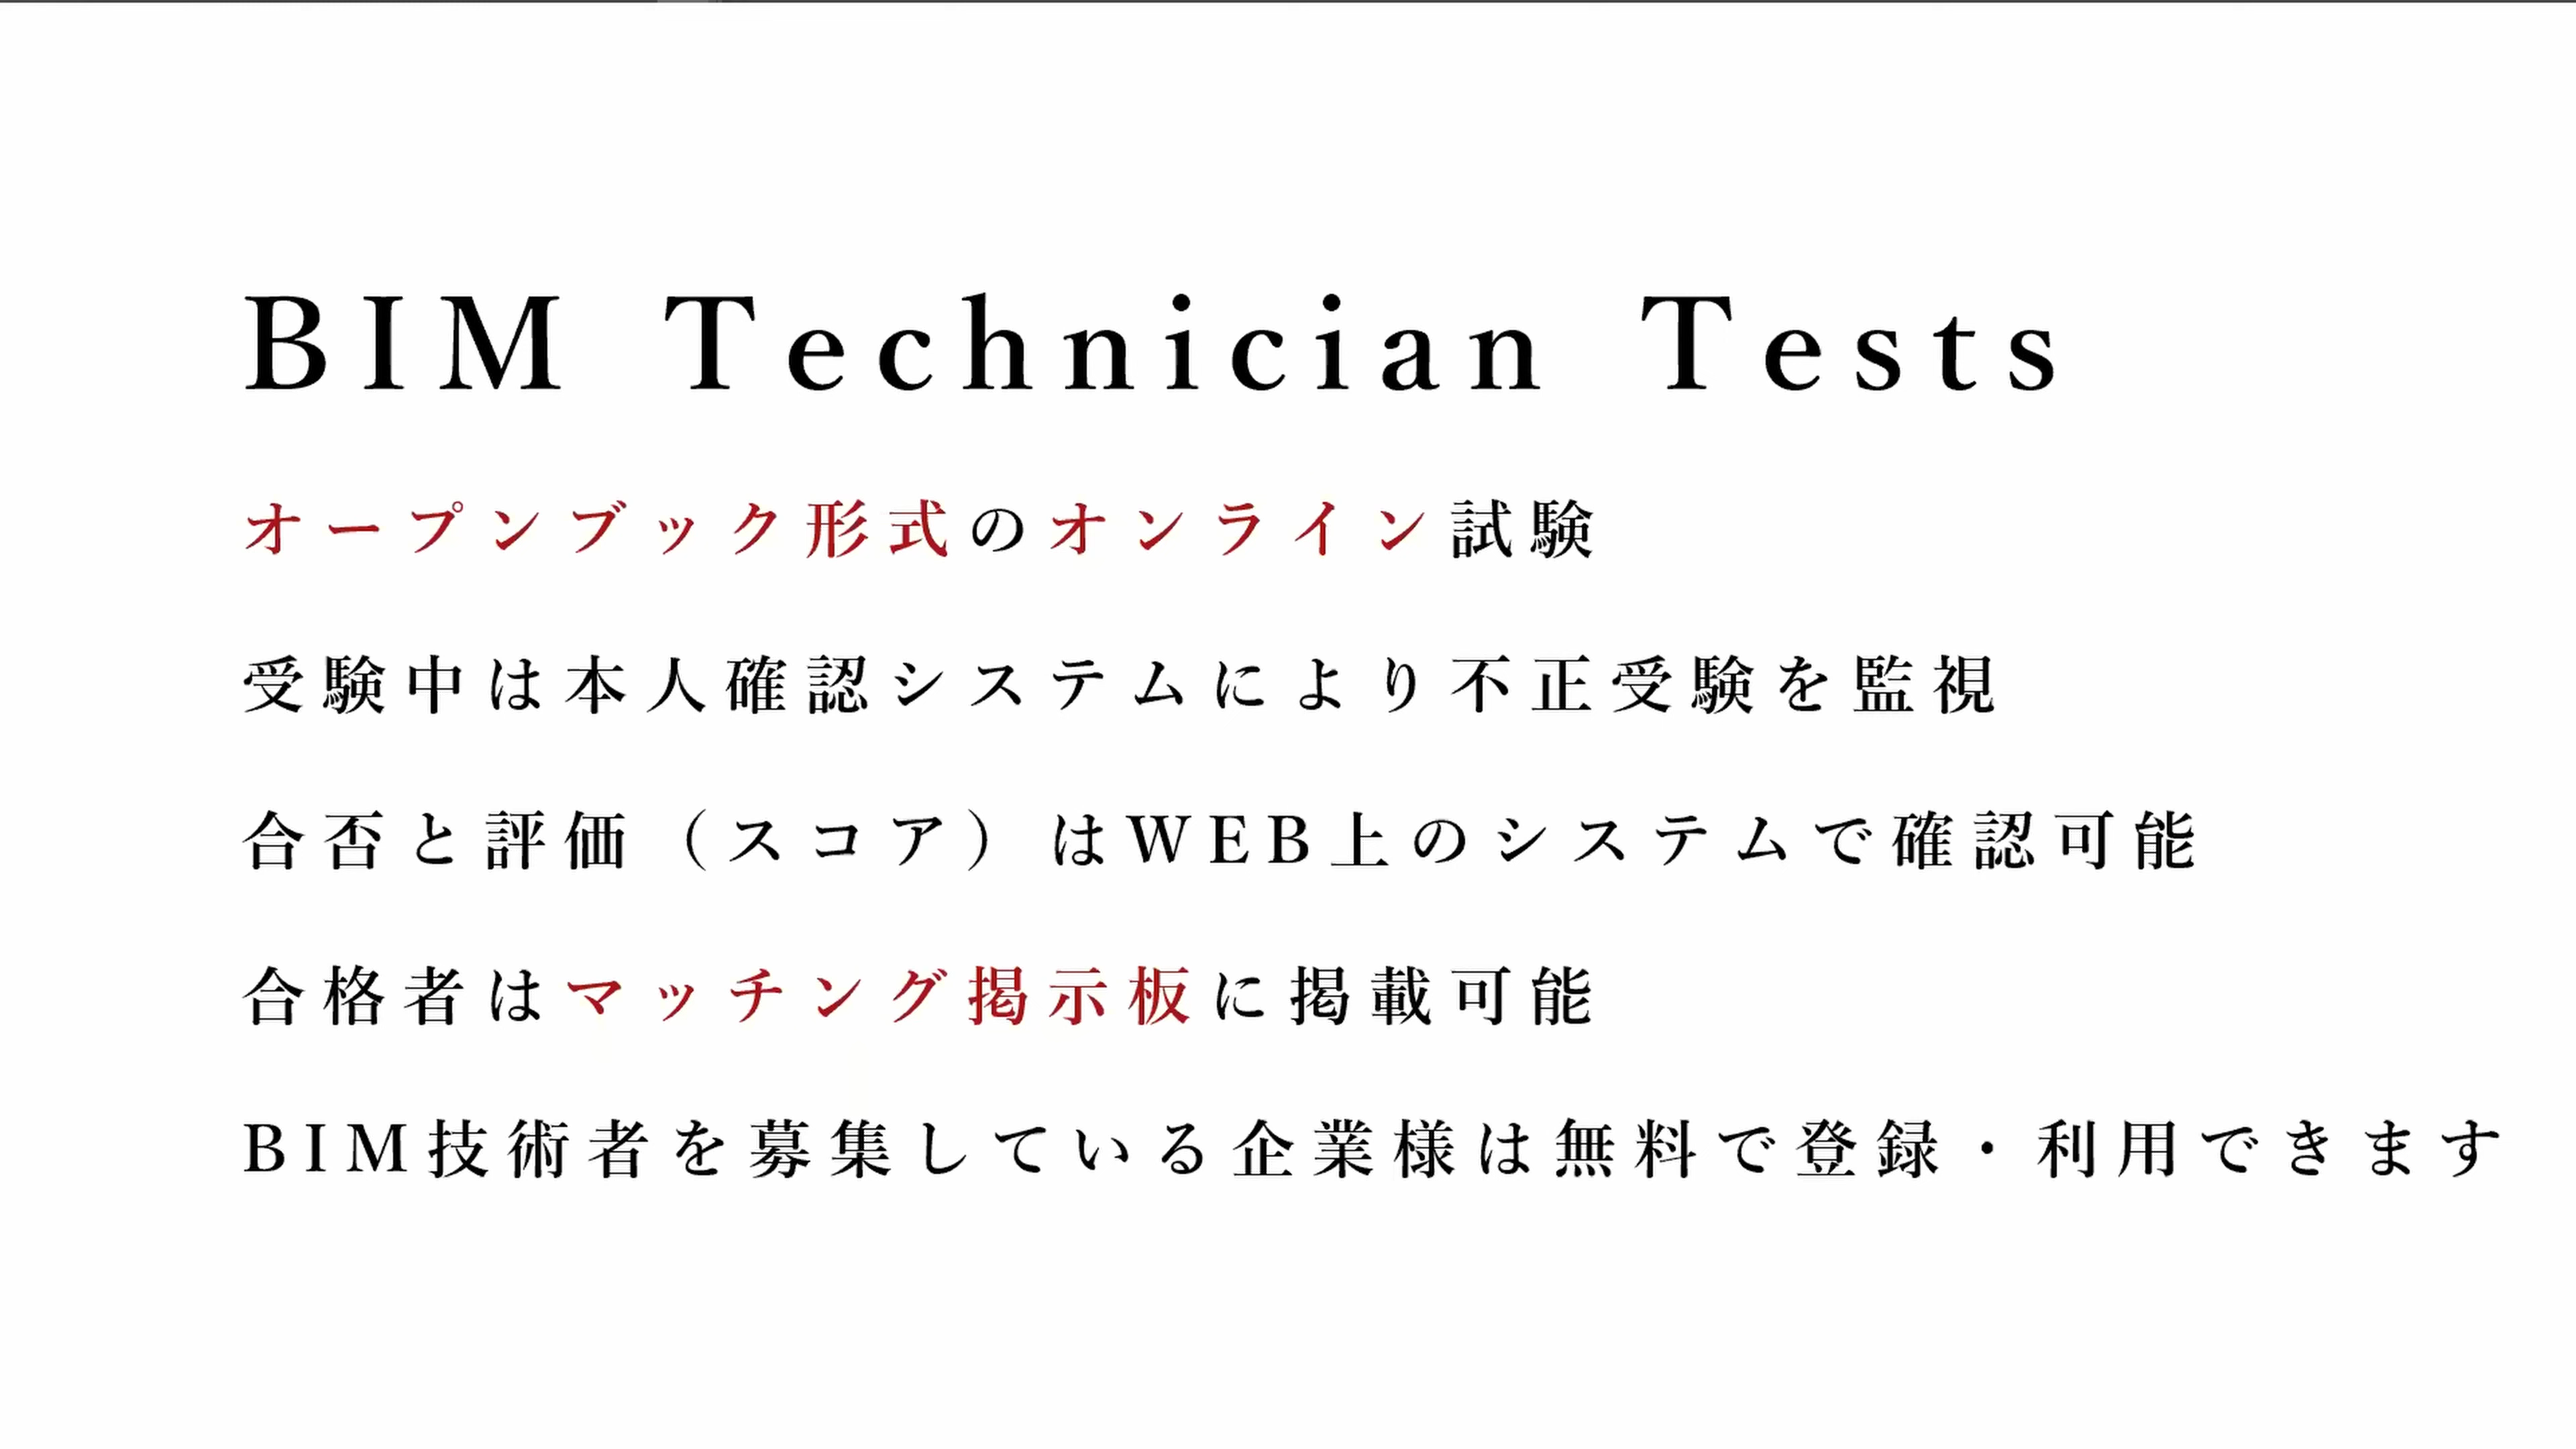 BIM Technician Tests
オープンブック形式のオンライン試験
受験中は本人確認システムにより不正受験を監視
合否と評価（スコア）はWEB上のシステムで確認可能
合格者はマッチング掲示板に掲載可能
BIM技術者を募集している企業様は無料で登録・利用できます